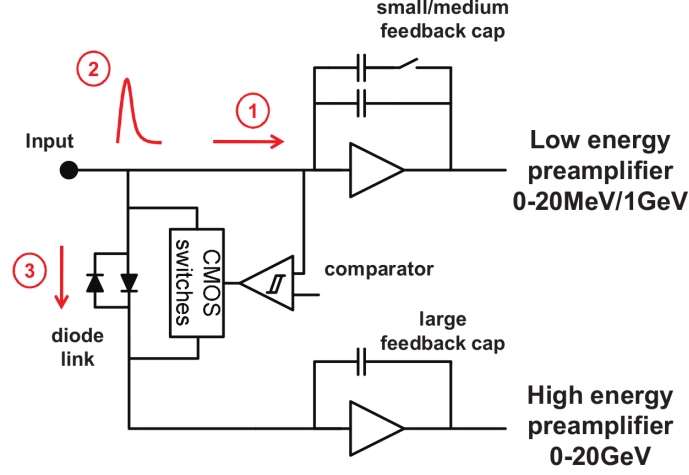 small/medium
feedback cap
2
1
Input
Low energy
preamplifier
0-20MeV/1GeV
CMOS
switches
3
comparator
diode
link
large
feedback cap
High energy
preamplifier
0-20GeV